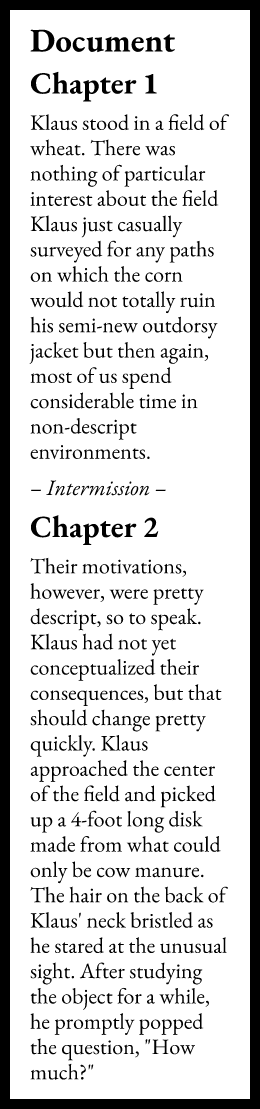 Document
Chapter 1
Klaus stood in a field of
wheat. There was
nothing of particular
interest about the field
Klaus just casually
surveyed for any paths
on which the corn
would not totally ruin
his semi-new outdorsy
jacket but then again,
most of us spend
considerable time in
non-descript
environments.
– Intermission –
Chapter 2
Their motivations,
however, were pretty
descript, so to speak.
Klaus had not yet
conceptualized their
consequences, but that
should change pretty
quickly. Klaus
approached the center
of the field and picked
up a 4-foot long disk
made from what could
only be cow manure.
The hair on the back of
Klaus' neck bristled as
he stared at the unusual
sight. After studying
the object for a while,
he promptly popped
the question, "How
much?"